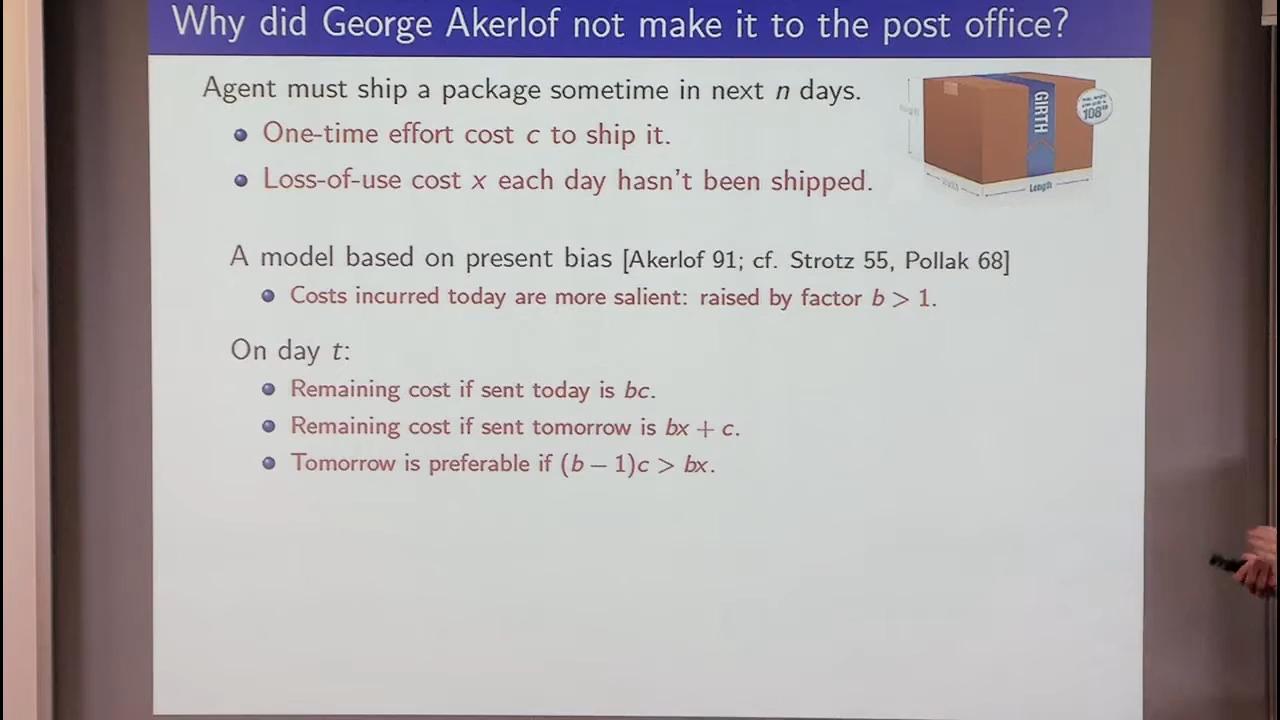 Why did George Akerlof not make it to the post office?
Agent must ship a package sometime in next n days.
One-time effort cost c to ship it.
Loss-of-use cost x each day hasn't been shipped.
GIRTH
108"
Length
A model based on present bias [Akerlof 91; cf. Strotz 55, Pollak 68]
Costs incurred today are more salient: raised by factor b > 1.
On day t:
Remaining cost if sent today is bc.
Remaining cost if sent tomorrow is bx + c.
Tomorrow is preferable if (b − 1)c > bx.